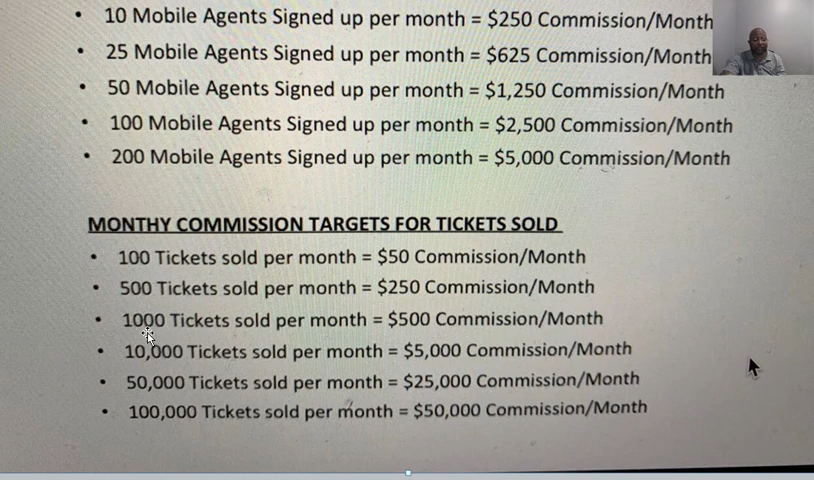 • 10 Mobile Agents Signed up per month = $250 Commission/Month
• 25 Mobile Agents Signed up per month = $625 Commission/Month
• 50 Mobile Agents Signed up per month = $1,250 Commission/Month
• 100 Mobile Agents Signed up per month = $2,500 Commission/Month
• 200 Mobile Agents Signed up per month = $5,000 Commission/Month
MONTHY COMMISSION TARGETS FOR TICKETS SOLD
• 100 Tickets sold per month = $50 Commission/Month
• 500 Tickets sold per month = $250 Commission/Month
• 1000 Tickets sold per month = $500 Commission/Month
• 10,000 Tickets sold per month = $5,000 Commission/Month
• 50,000 Tickets sold per month = $25,000 Commission/Month
• 100,000 Tickets sold per month = $50,000 Commission/Month